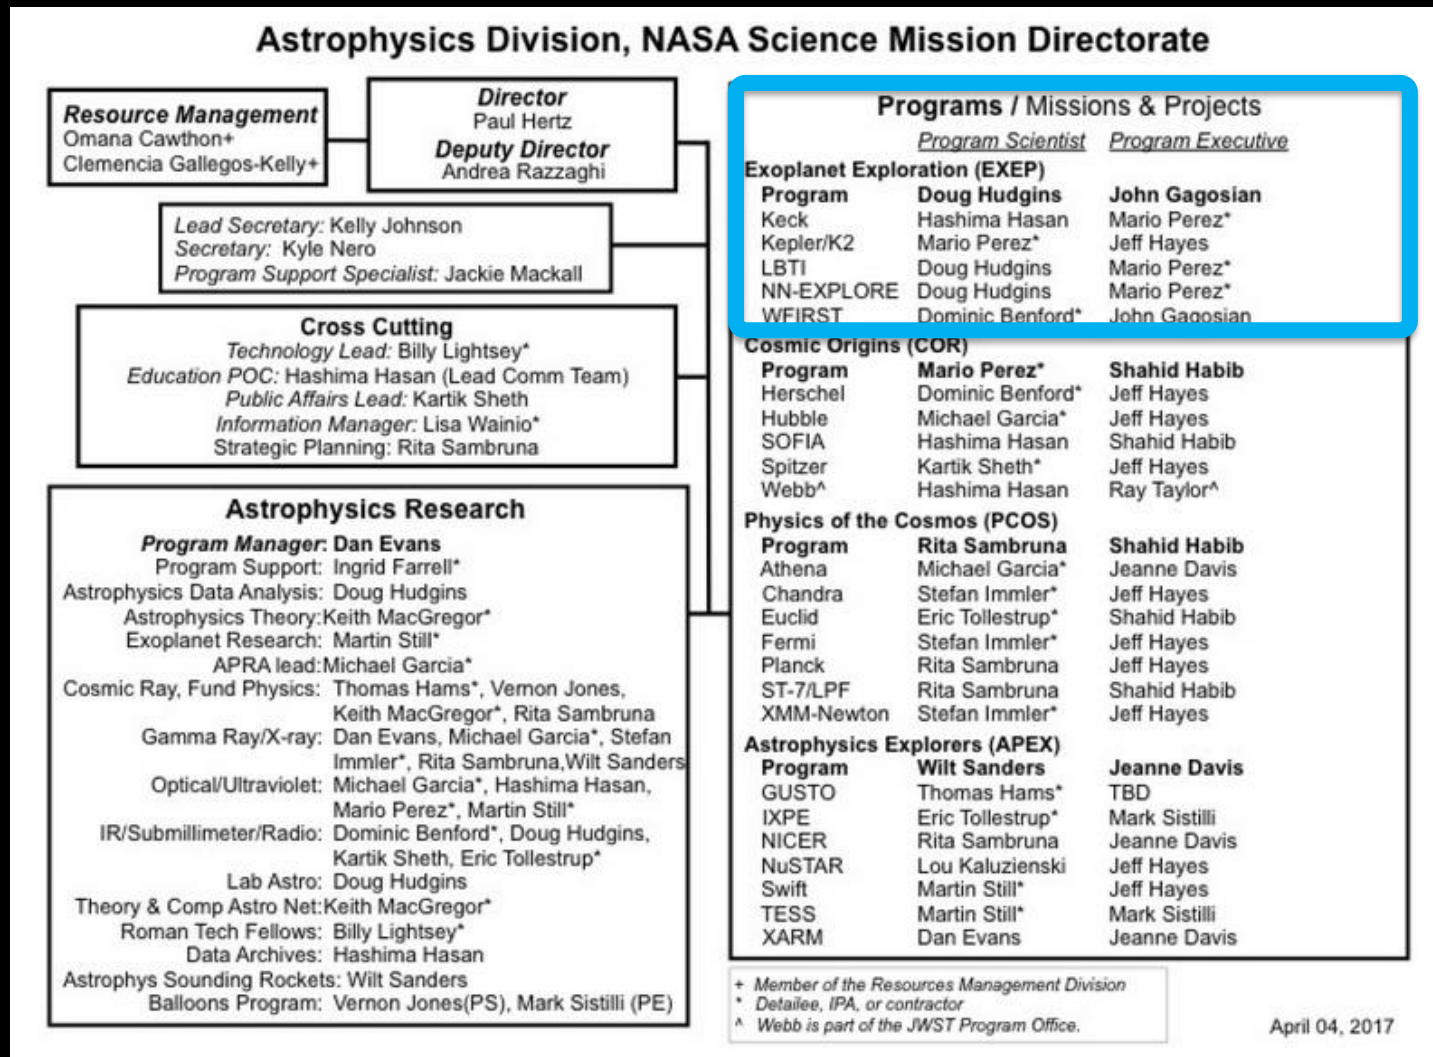 Astrophysics Division, NASA Science Mission Directorate
Resource Management
Omana Cawthon+
Clemencia Gallegos-Kelly+
Director
Paul Hertz
Deputy Director
Andrea Razzaghi
Lead Secretary: Kelly Johnson
Secretary: Kyle Nero
Program Support Specialist: Jackie Mackall
Cross Cutting
Technology Lead: Billy Lightsey*
Education POC: Hashima Hasan (Lead Comm Team)
Public Affairs Lead: Kartik Sheth
Information Manager: Lisa Wainio*
Strategic Planning: Rita Sambruna
Astrophysics Research
Program Manager: Dan Evans
Program Support: Ingrid Farrell*
Astrophysics Data Analysis: Doug Hudgins
Astrophysics Theory:Keith MacGregor*
Exoplanet Research: Martin Still*
APRA lead:Michael Garcia*
Cosmic Ray, Fund Physics: Thomas Hams*, Vernon Jones,
Keith MacGregor*, Rita Sambruna
Gamma Ray/X-ray: Dan Evans, Michael Garcia*, Stefan
Immler*, Rita Sambruna,Wilt Sanders
Optical/Ultraviolet: Michael Garcia*, Hashima Hasan,
Mario Perez*, Martin Still*
IR/Submillimeter/Radio: Dominic Benford*, Doug Hudgins,
Kartik Sheth, Eric Tollestrup*
Lab Astro: Doug Hudgins
Theory & Comp Astro Net:Keith MacGregor*
Roman Tech Fellows: Billy Lightsey*
Data Archives: Hashima Hasan
Astrophys Sounding Rockets: Wilt Sanders
Balloons Program: Vernon Jones(PS), Mark Sistilli (PE)
Programs / Missions & Projects
Program Scientist Program Executive
Exoplanet Exploration (EXEP)
Program Doug Hudgins John Gagosian
Keck Hashima Hasan Mario Perez*
Kepler/K2 Mario Perez* Jeff Hayes
LBTI Doug Hudgins Mario Perez*
NN-EXPLORE Doug Hudgins Mario Perez*
WFIRST Dominic Benford* John Gagosian
Cosmic Origins (COR)
Program Mario Perez* Shahid Habib
Herschel Dominic Benford* Jeff Hayes
Hubble Michael Garcia* Jeff Hayes
SOFIA Hashima Hasan Shahid Habib
Spitzer Kartik Sheth* Jeff Hayes
Webb^ Hashima Hasan Ray Taylor^
Physics of the Cosmos (PCOS)
Program Rita Sambruna Shahid Habib
Athena Michael Garcia* Jeanne Davis
Chandra Stefan Immler* Jeff Hayes
Euclid Eric Tollestrup* Shahid Habib
Fermi Stefan Immler* Jeff Hayes
Planck Rita Sambruna Jeff Hayes
ST-7/LPF Rita Sambruna Shahid Habib
XMM-Newton Stefan Immler* Jeff Hayes
Astrophysics Explorers (APEX)
Program Wilt Sanders Jeanne Davis
GUSTO Thomas Hams* TBD
IXPE Eric Tollestrup* Mark Sistilli
NICER Rita Sambruna Jeanne Davis
NuSTAR Lou Kaluzienski Jeff Hayes
Swift Martin Still* Jeff Hayes
TESS Martin Still* Mark Sistilli
XARM Dan Evans Jeanne Davis
+ Member of the Resources Management Division
* Detailee, IPA, or contractor
^ Webb is part of the JWST Program Office.
April 04, 2017